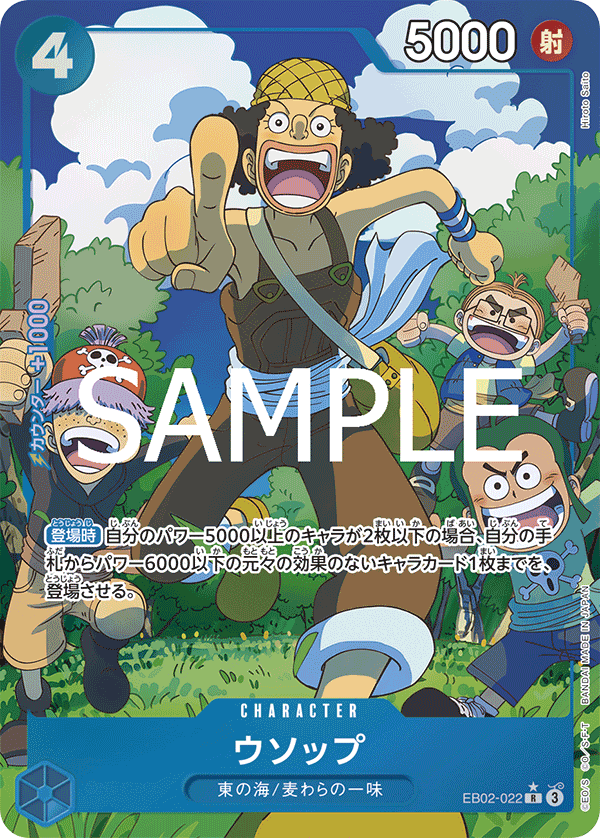 4
5000
射
Hiroto Saito
カウンター +1000
SAMPLE
登場時 自分のパワー5000以上のキャラが2枚以下の場合、自分の手
札からパワー6000以下の元々の効果のないキャラカード1枚までを、
登場させる。
©E.O/S. ©O/S・F・T BANDAI MADE IN JAPAN
CHARACTER
ウソップ
東の海/麦わらの一味
EB02-022 R 3